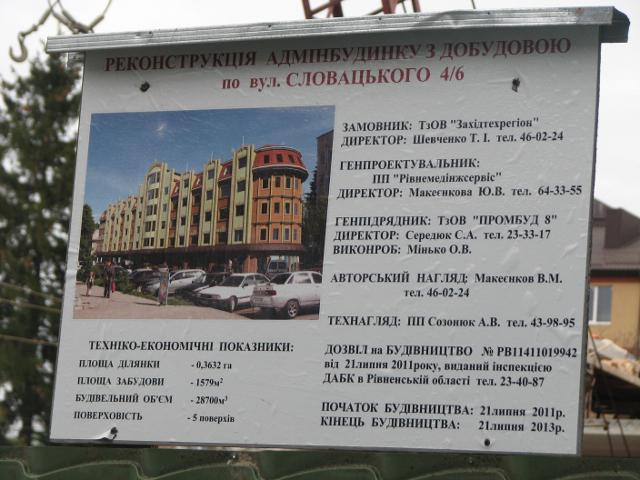 РЕКОНСТРУКЦІЯ АДМІНБУДИНКУ З ДОБУДОВОЮ
по вул. СЛОВАЦЬКОГО 4/6
ЗАМОВНИК: ТзОВ "Західтехрегіон"
ДИРЕКТОР: Шевченко Т. І. тел. 46-02-24
ГЕНПРОЕКТУВАЛЬНИК:
ПП "Рівнемедінжсервіс"
ДИРЕКТОР: Макеєнкова Ю.В. тел. 64-33-55
ГЕНПІДРЯДНИК: ТзОВ "ПРОМБУД 8"
ДИРЕКТОР: Середюк С.А. тел. 23-33-17
ВИКОНРОБ: Мінько О.В.
АВТОРСЬКИЙ НАГЛЯД: Макеєнков В.М.
тел. 46-02-24
ТЕХНАГЛЯД: ПП Созонюк А.В. тел. 43-98-95
ДОЗВІЛ на БУДІВНИЦТВО № РВ11411019942
від 21липня 2011року, виданий інспекцією
ДАБК в Рівненській області тел. 23-40-87
ПОЧАТОК БУДІВНИЦТВА: 21липня 2011р.
КІНЕЦЬ БУДІВНИЦТВА: 21липня 2013р.
ТЕХНІКО-ЕКОНОМІЧНІ ПОКАЗНИКИ:
ПЛОЩА ДІЛЯНКИ - 0,3632 га
ПЛОЩА ЗАБУДОВИ - 1579м²
БУДІВЕЛЬНИЙ ОБ'ЄМ - 28700м³
ПОВЕРХОВІСТЬ - 5 поверхів